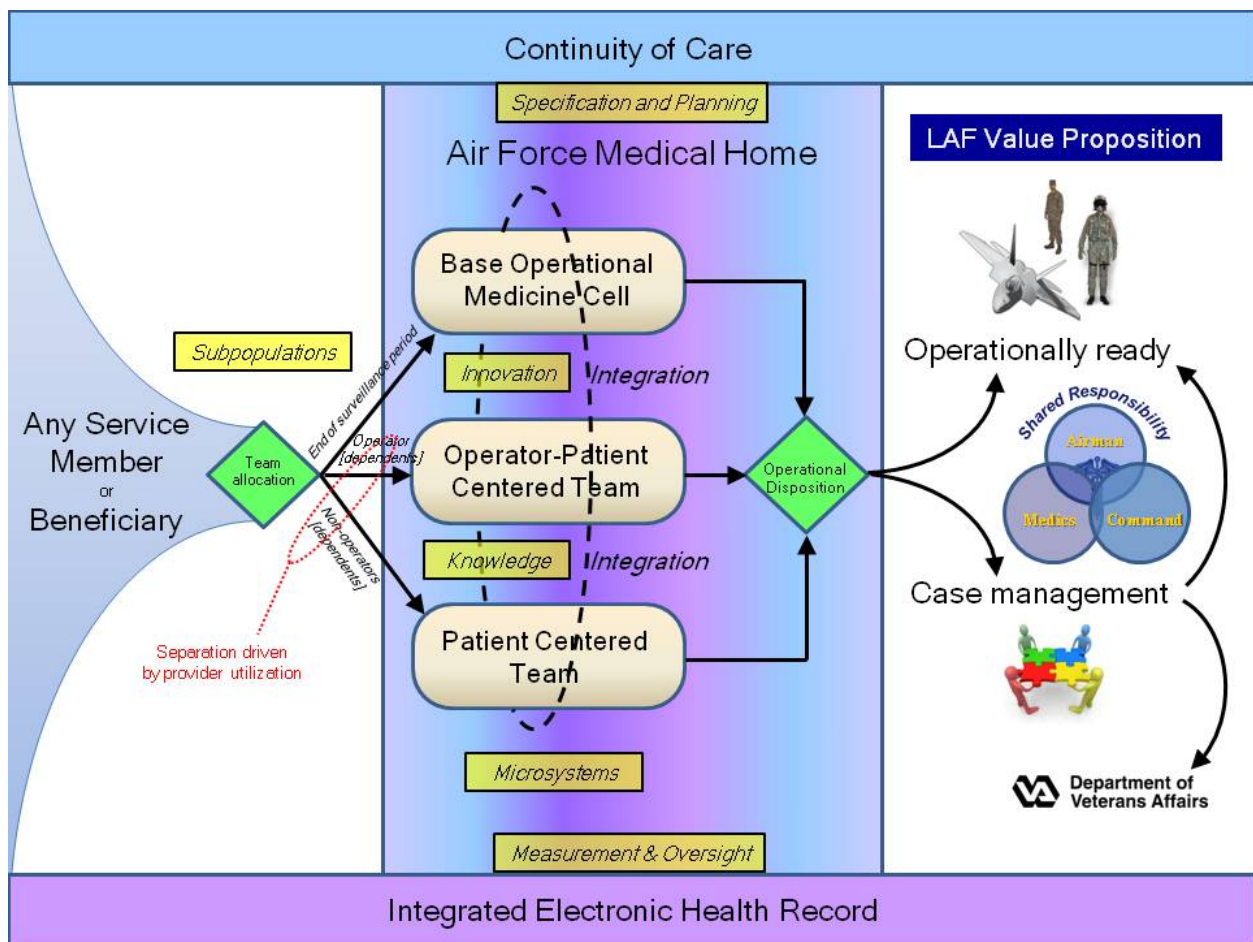 Continuity of Care
Specification and Planning
Air Force Medical Home
LAF Value Proposition
Subpopulations
Any Service
Member
or
Beneficiary
Team
allocation
End of surveillance period
Operator
[dependents]
Non-operators
[dependents]
Separation driven
by provider utilization
Base Operational
Medicine Cell
Innovation
Integration
Operator-Patient
Centered Team
Knowledge
Integration
Patient Centered
Team
Microsystems
Measurement & Oversight
Operational
Disposition
Operationally ready
Shared Responsibility
Airman
Medics
Command
Case management
VA
Department of
Veterans Affairs
Integrated Electronic Health Record